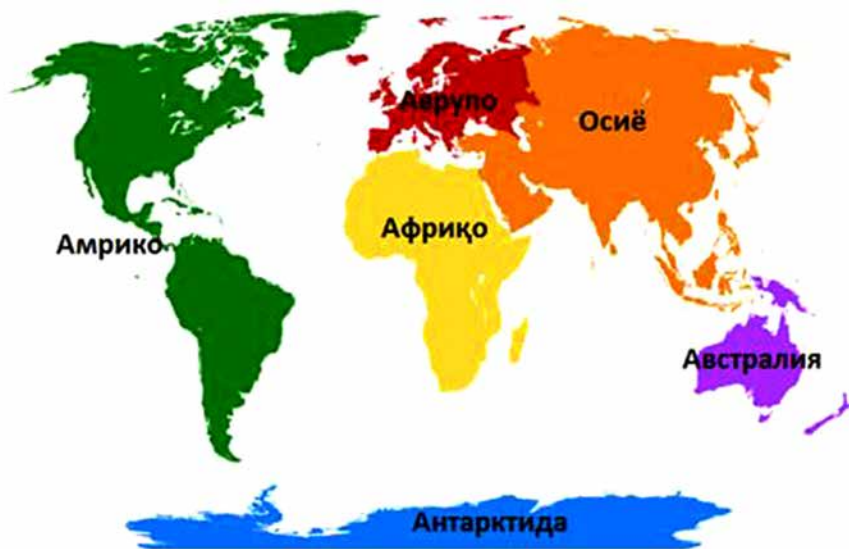 Аврупо
Осиё
Амрико
Африқо
Австралия
Антарктида